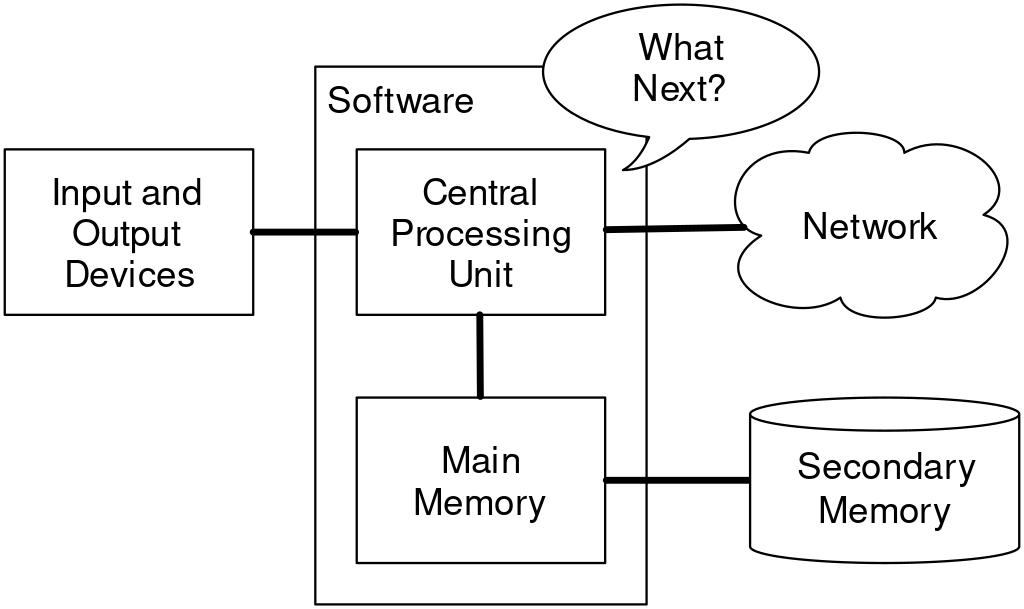 What
Next?
Software
Input and
Output
Devices
Central
Processing
Unit
Network
Main
Memory
Secondary
Memory